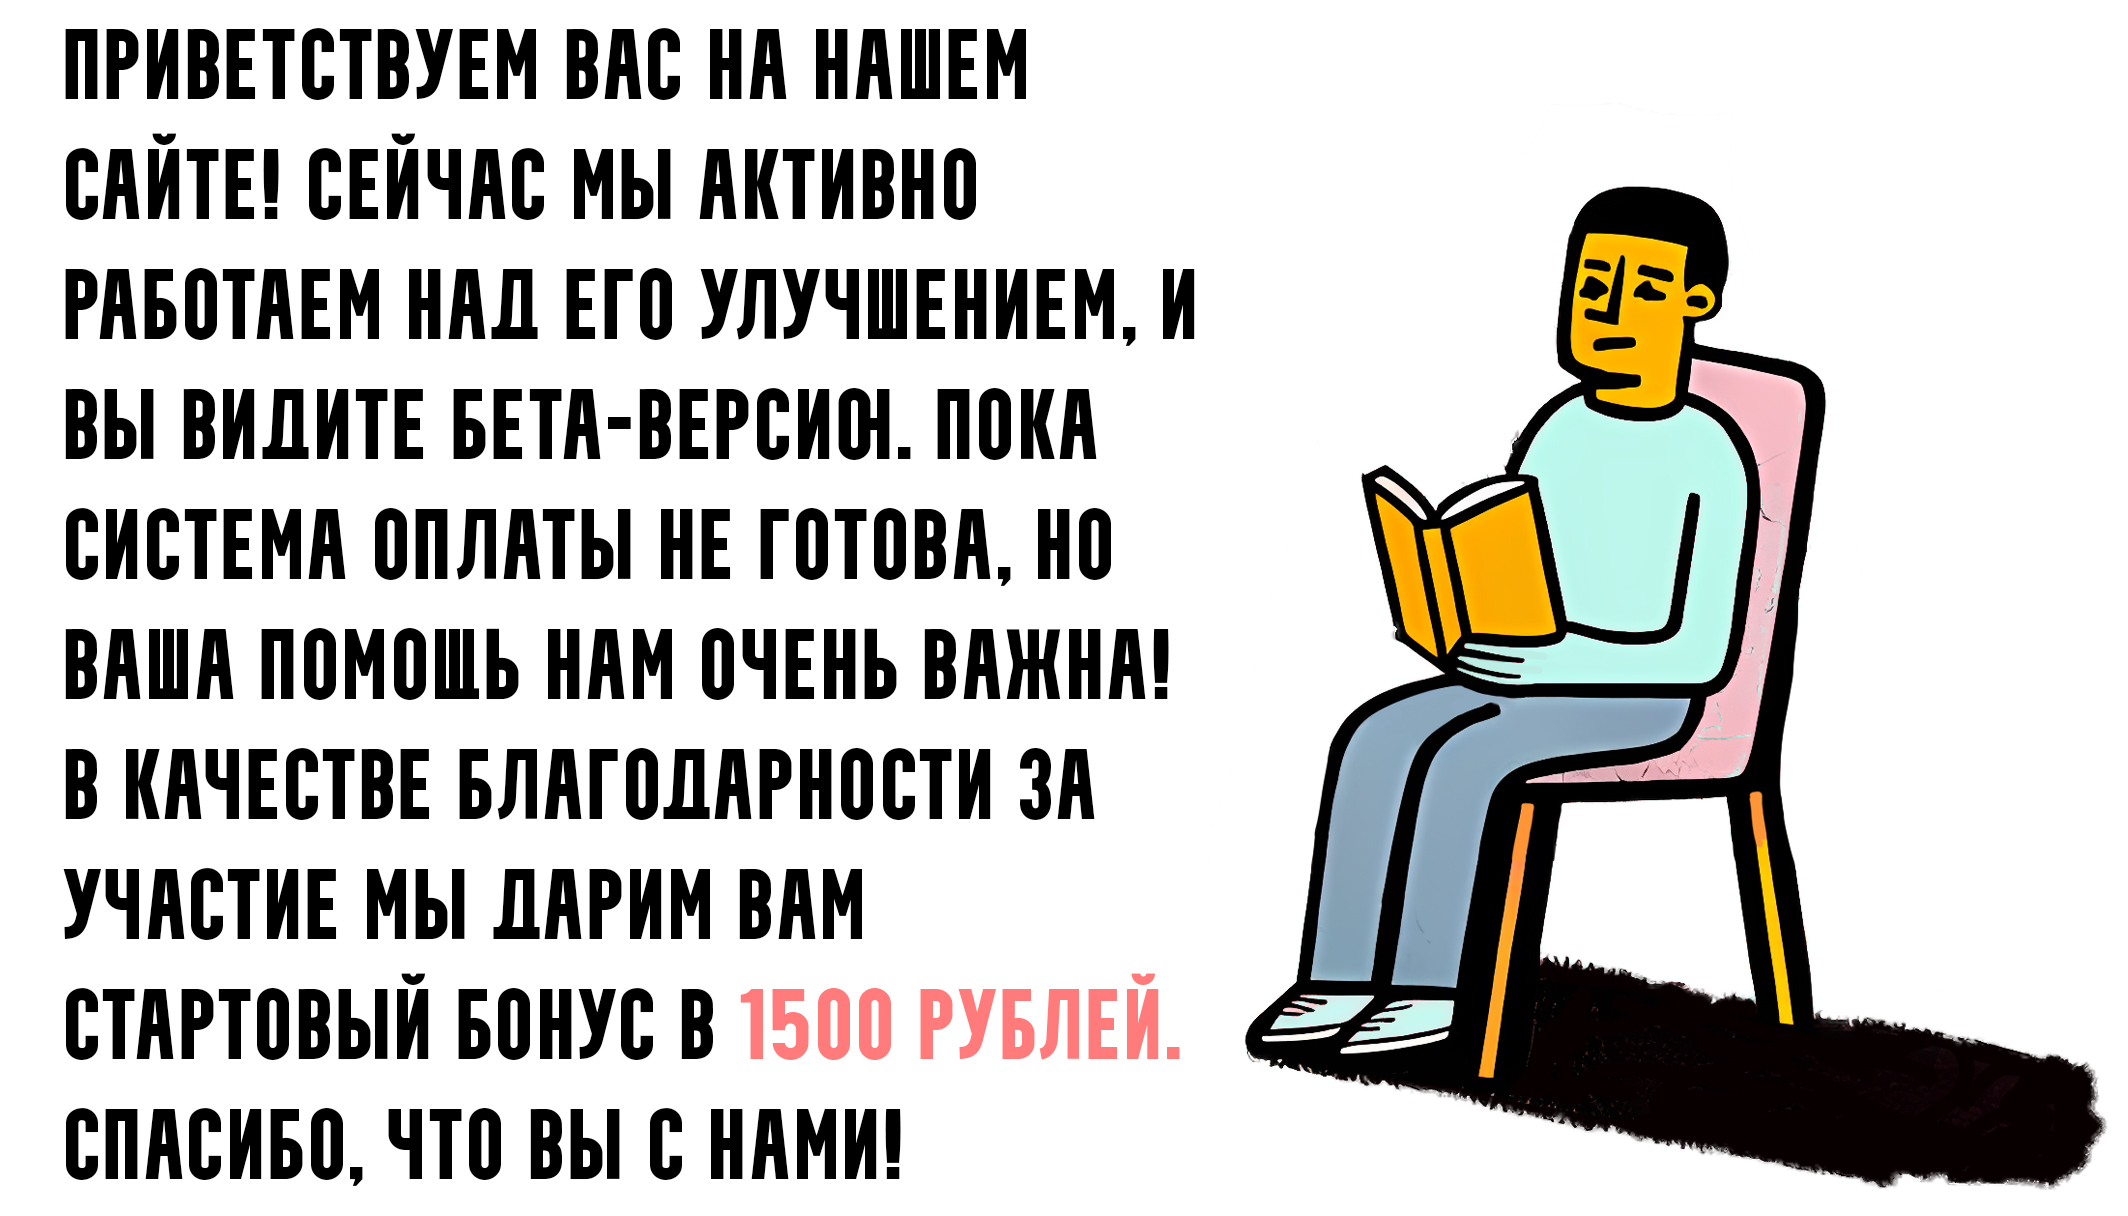 ПРИВЕТСТВУЕМ ВАС НА НАШЕМ
САЙТЕ! СЕЙЧАС МЫ АКТИВНО
РАБОТАЕМ НАД ЕГО УЛУЧШЕНИЕМ, И
ВЫ ВИДИТЕ БЕТА-ВЕРСИЮ. ПОКА
СИСТЕМА ОПЛАТЫ НЕ ГОТОВА, НО
ВАША ПОМОЩЬ НАМ ОЧЕНЬ ВАЖНА!
В КАЧЕСТВЕ БЛАГОДАРНОСТИ ЗА
УЧАСТИЕ МЫ ДАРИМ ВАМ
СТАРТОВЫЙ БОНУС В 1500 РУБЛЕЙ.
СПАСИБО, ЧТО ВЫ С НАМИ!